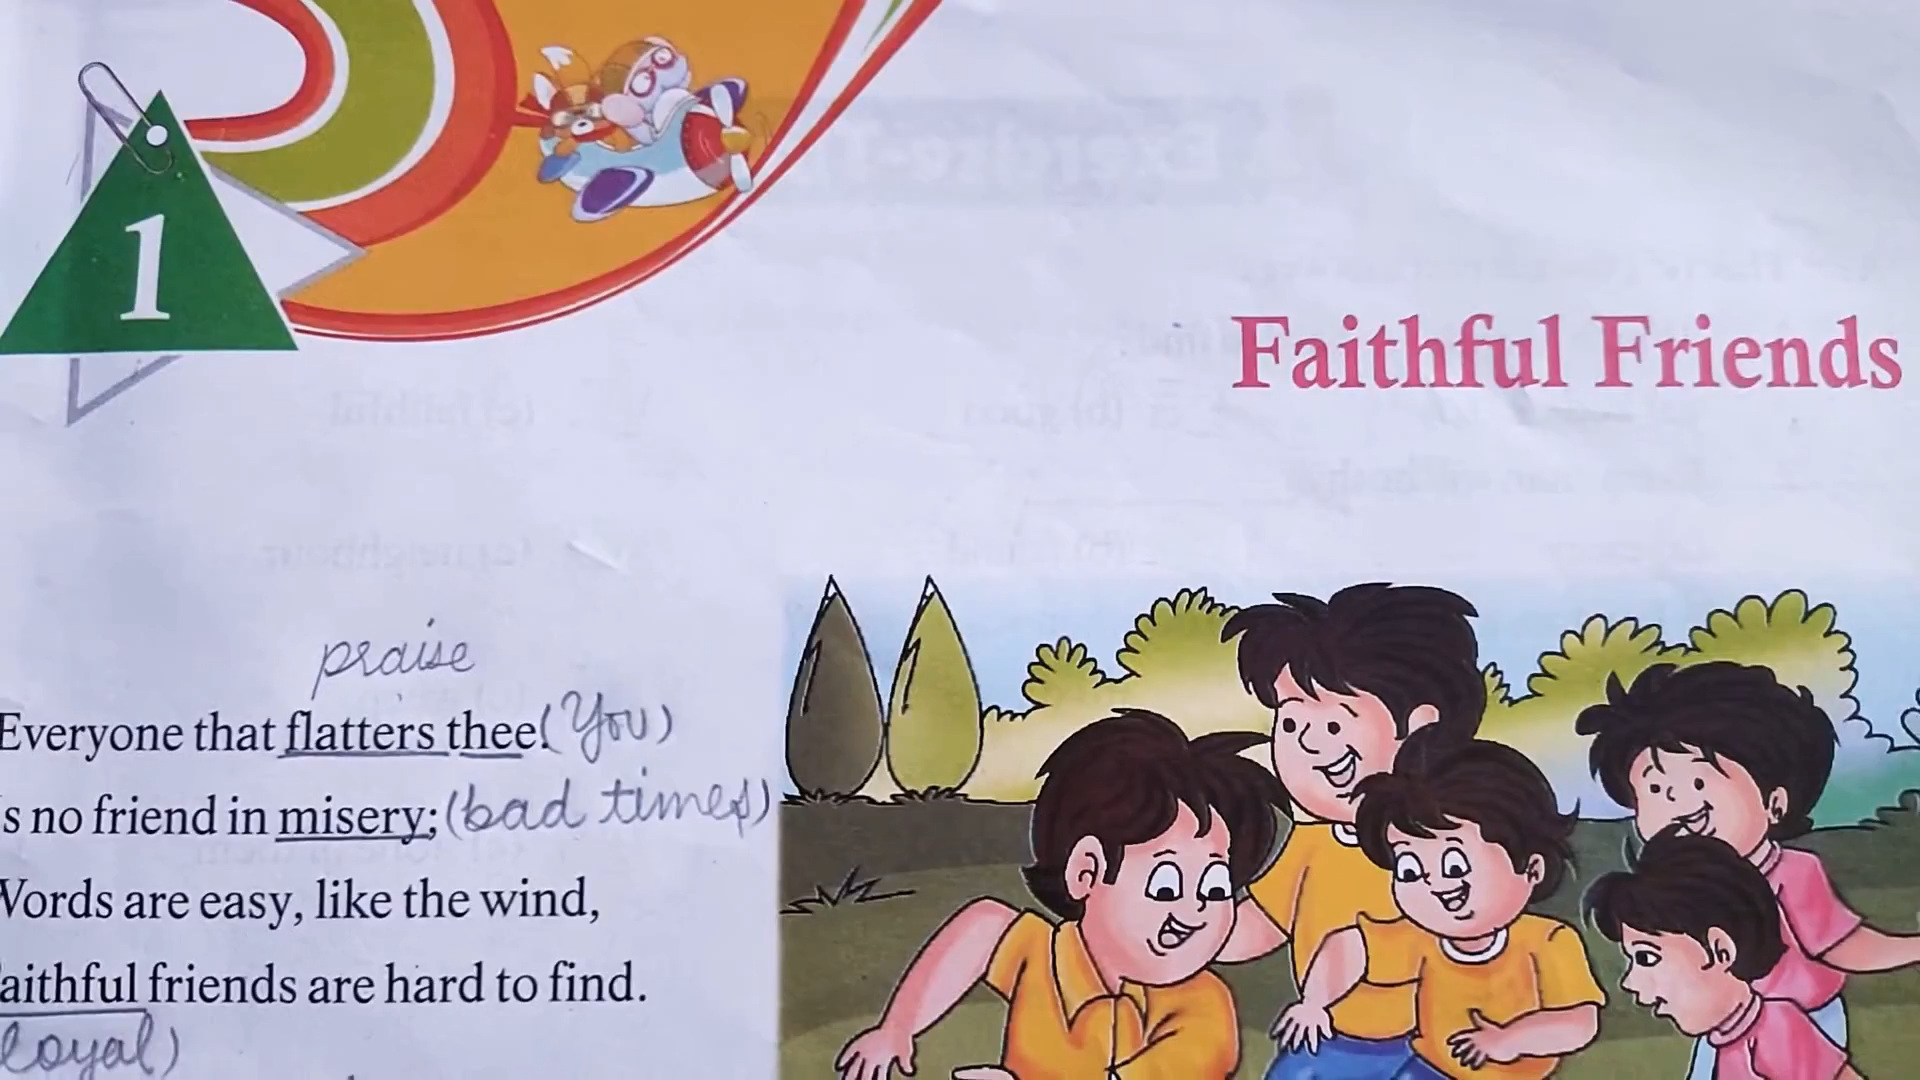 1
Faithful Friends
praise
Everyone that flatters thee! (You)
s no friend in misery; (bad times)
Words are easy, like the wind,
aithful friends are hard to find.
loyal)